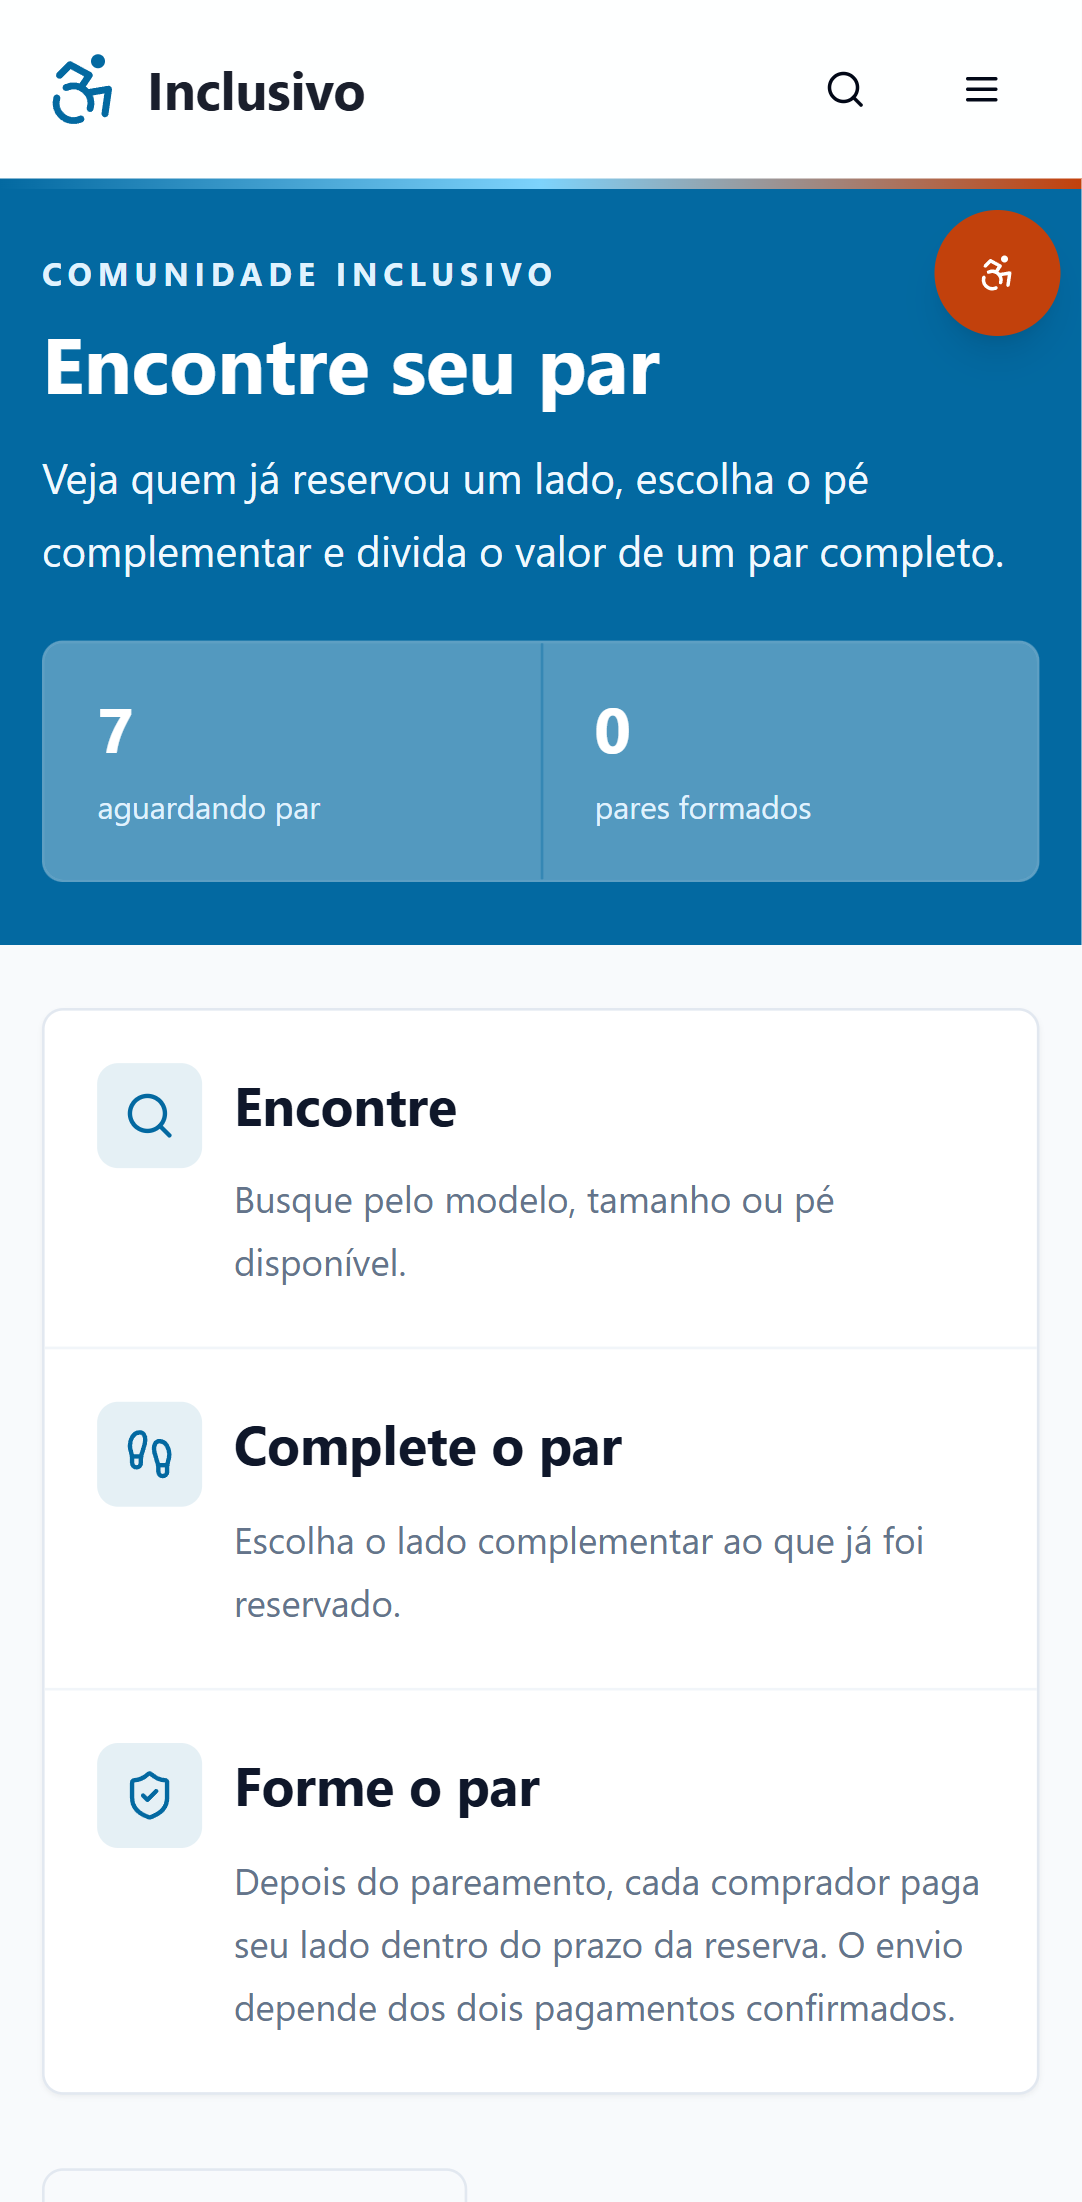 Inclusivo
COMUNIDADE INCLUSIVO
Encontre seu par
Veja quem já reservou um lado, escolha o pé
complementar e divida o valor de um par completo.
7
aguardando par
0
pares formados
Encontre
Busque pelo modelo, tamanho ou pé
disponível.
Complete o par
Escolha o lado complementar ao que já foi
reservado.
Forme o par
Depois do pareamento, cada comprador paga
seu lado dentro do prazo da reserva. O envio
depende dos dois pagamentos confirmados.